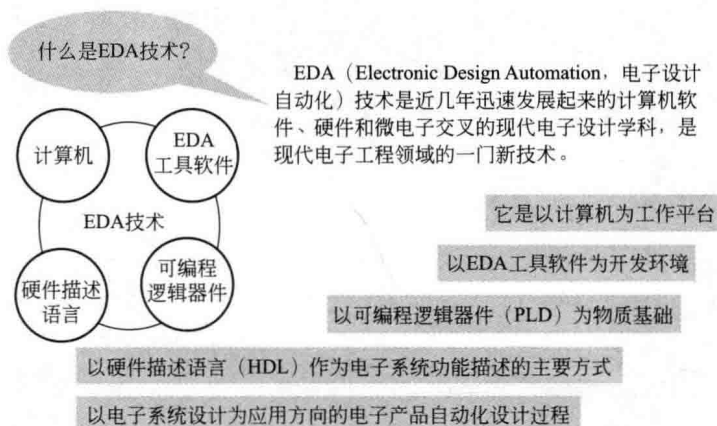 什么是EDA技术？
EDA（Electronic Design Automation，电子设计
自动化）技术是近几年迅速发展起来的计算机软
件、硬件和微电子交叉的现代电子设计学科，是
现代电子工程领域的一门新技术。
计算机
EDA
工具软件
EDA技术
硬件描述
语言
可编程
逻辑器件
它是以计算机为工作平台
以EDA工具软件为开发环境
以可编程逻辑器件（PLD）为物质基础
以硬件描述语言（HDL）作为电子系统功能描述的主要方式
以电子系统设计为应用方向的电子产品自动化设计过程